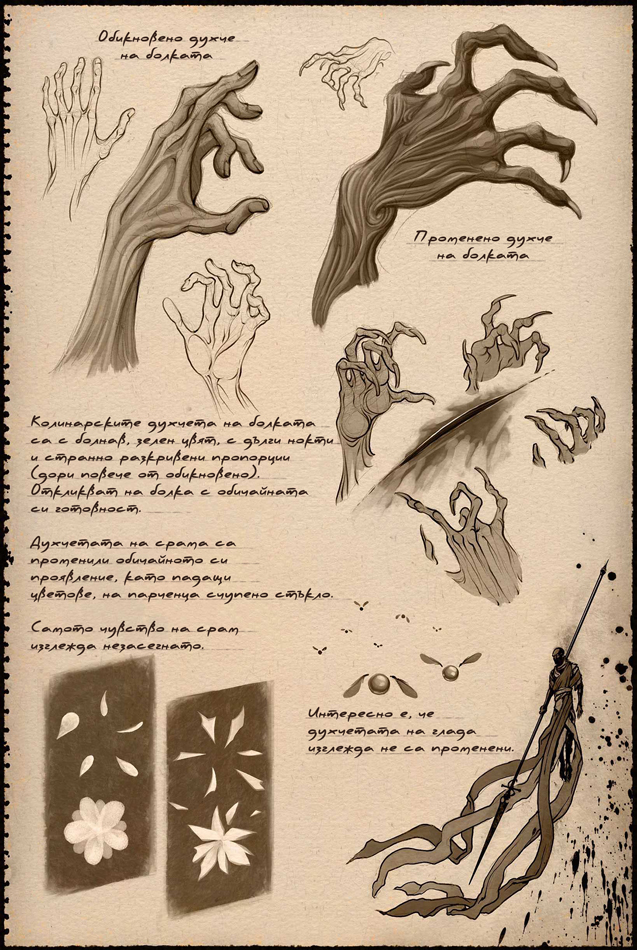 Обикновено духче
на болката
Променено духче
на болката
Колинарските духчета на болката
са с болнав, зелен цвят, с дълги нокти
и странно разкривени пропорции
(дори повече от обикновено).
Откликват на болка с обичайната
си готовност.
Духчетата на срама са
променили обичайното си
проявление, като падащи
цветове, на парченца счупено стъкло.
Самото чувство на срам
изглежда незасегнато.
Интересно е, че
духчетата на глада
изглежда не са променени.